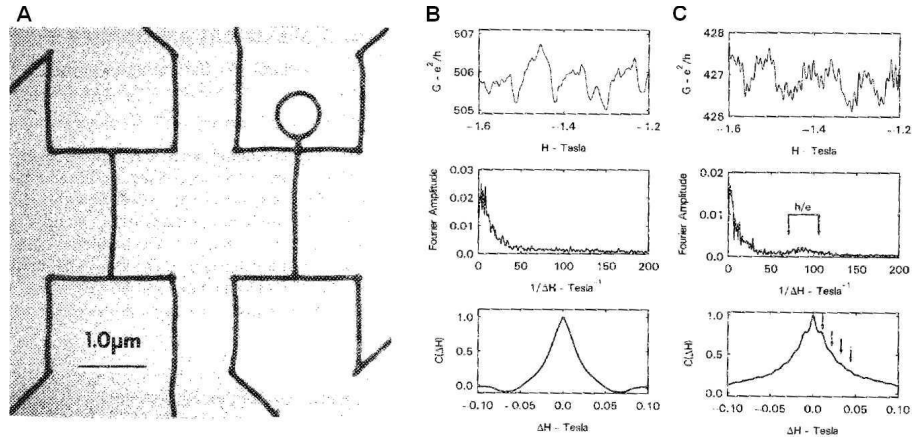 A
1.0μm
B
507
506
505
G - e²/h
-1.6
-1.4
-1.2
H - Tesla
0.03
0.02
0.01
0.00
Fourier Amplitude
0
50
100
150
200
1/ΔH - Tesla⁻¹
1.0
0.5
0.0
C(ΔH)
-0.10
-0.05
0.0
0.05
0.10
ΔH - Tesla
C
428
427
426
G - e²/h
-1.6
-1.4
-1.2
H - Tesla
0.02
0.01
0.00
Fourier Amplitude
h/e
0
50
100
150
200
1/ΔH - Tesla⁻¹
1.0
0.5
0.0
C(ΔH)
-0.10
-0.05
0.0
0.05
0.10
ΔH - Tesla